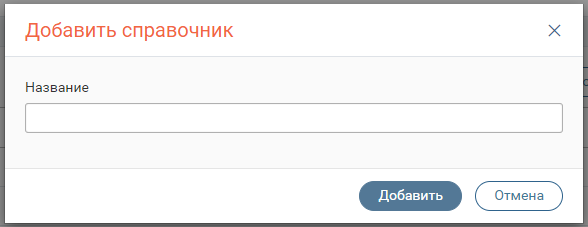 Добавить справочник
Название
Добавить
Отмена